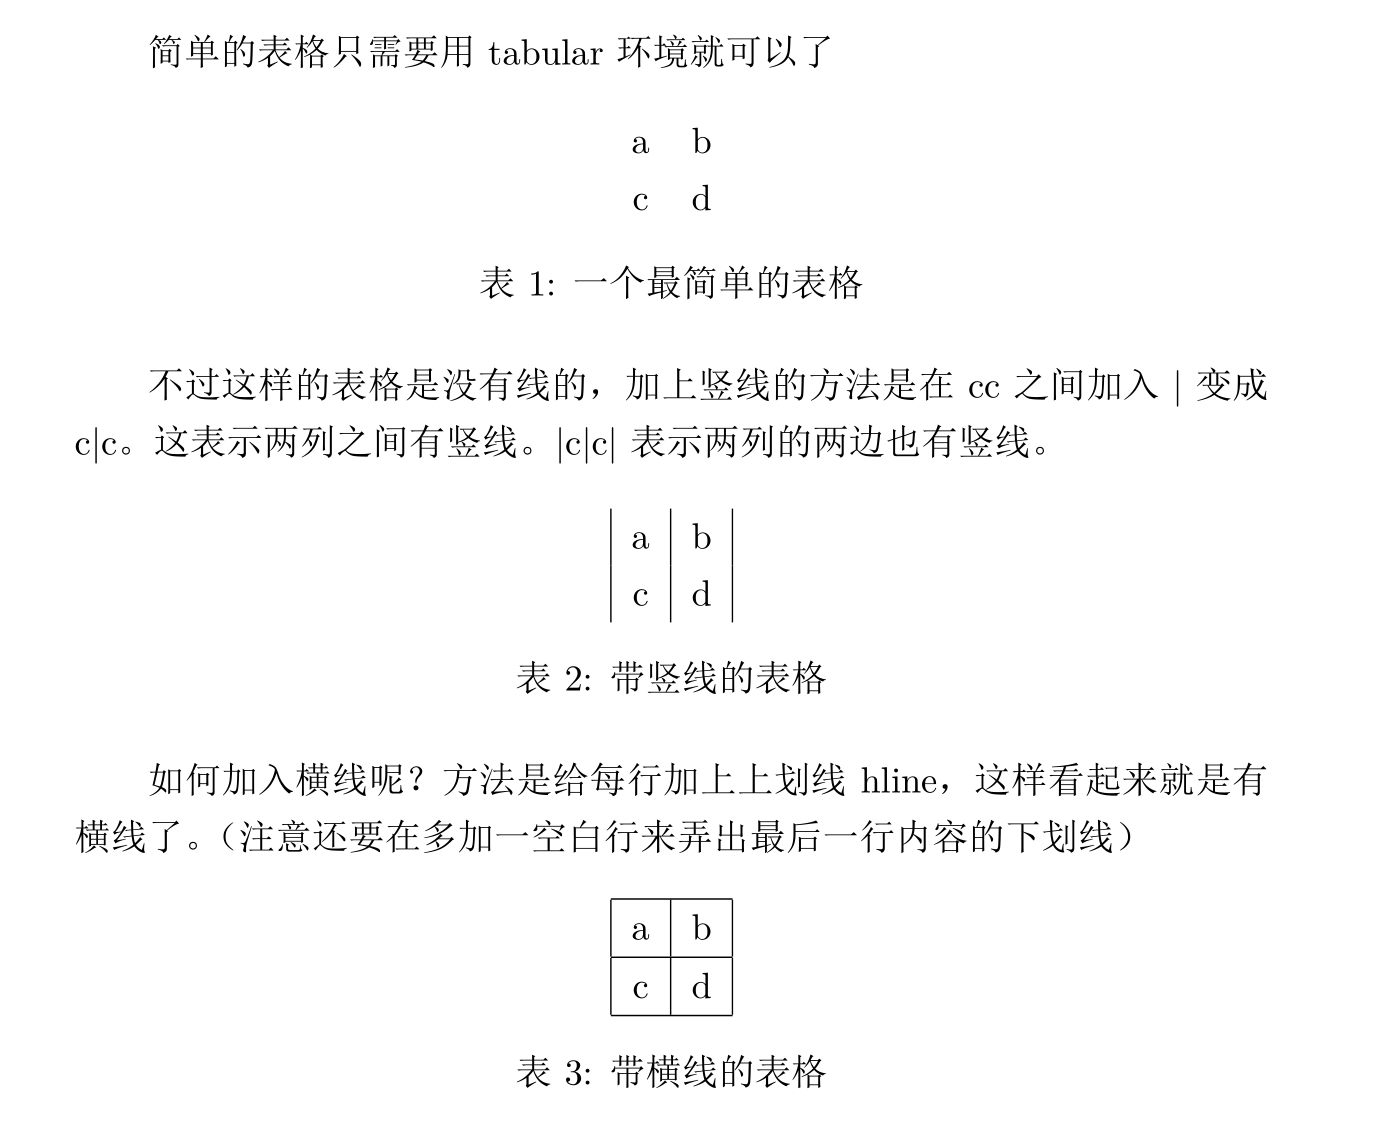 简单的表格只需要用 tabular 环境就可以了
a b
c d
表 1: 一个最简单的表格
不过这样的表格是没有线的，加上竖线的方法是在 cc 之间加入 | 变成
c|c。这表示两列之间有竖线。|c|c| 表示两列的两边也有竖线。
a b
c d
表 2: 带竖线的表格
如何加入横线呢？方法是给每行加上上划线 hline，这样看起来就是有
横线了。（注意还要在多加一空白行来弄出最后一行内容的下划线）
a b
c d
表 3: 带横线的表格